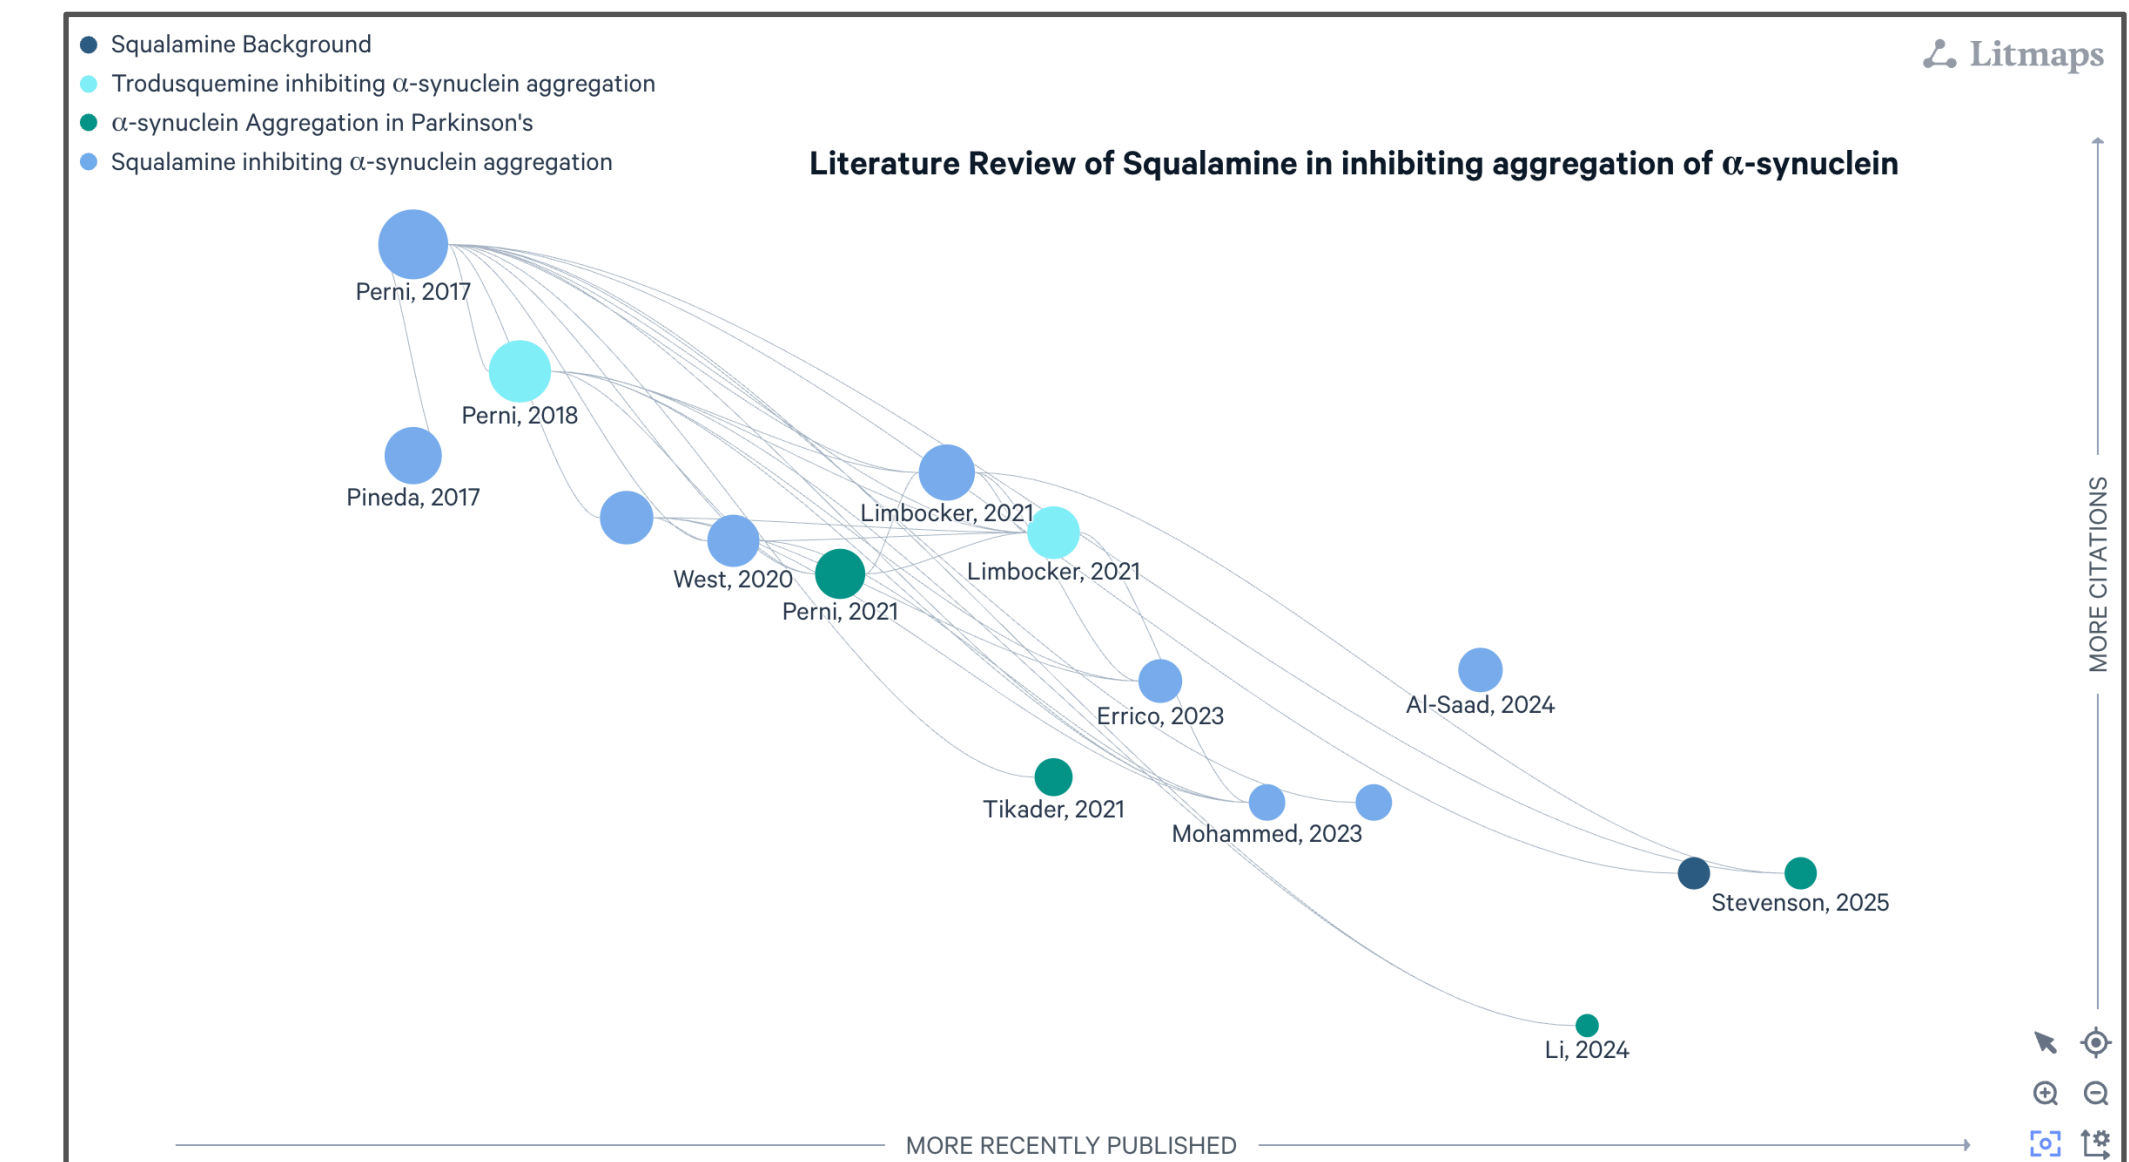 Squalamine Background
Trodusquemine inhibiting α-synuclein aggregation
α-synuclein Aggregation in Parkinson's
Squalamine inhibiting α-synuclein aggregation
Litmaps
Literature Review of Squalamine in inhibiting aggregation of α-synuclein
Perni, 2017
Perni, 2018
Pineda, 2017
Limbocker, 2021
West, 2020
Limbocker, 2021
Perni, 2021
Errico, 2023
Al-Saad, 2024
Tikader, 2021
Mohammed, 2023
Stevenson, 2025
Li, 2024
MORE CITATIONS
MORE RECENTLY PUBLISHED